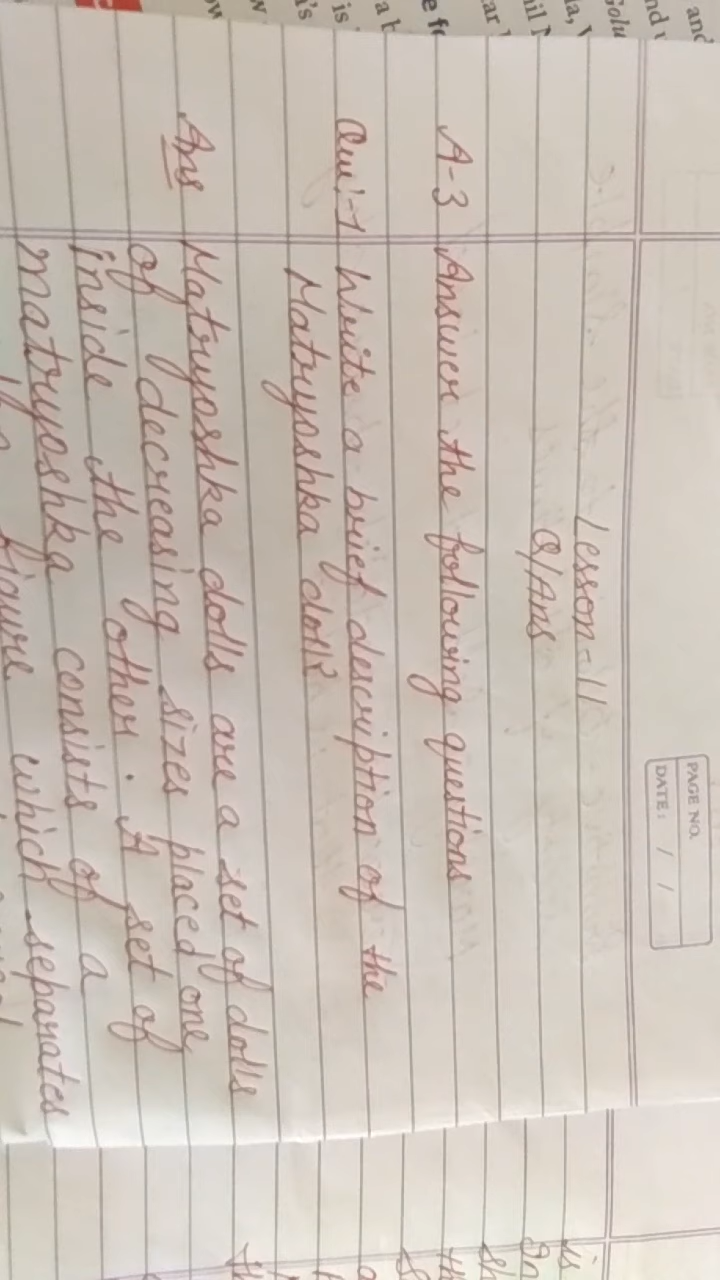 PAGE NO.
DATE: / /
Lesson-11
Q/Ans
A-3 Answer the following questions
Que:-1 Write a brief description of the
Matryoshka doll?
Ans Matryoshka dolls are a set of dolls
of decreasing sizes placed one
inside the other. A set of
matryoshka consists of a
figure which separates